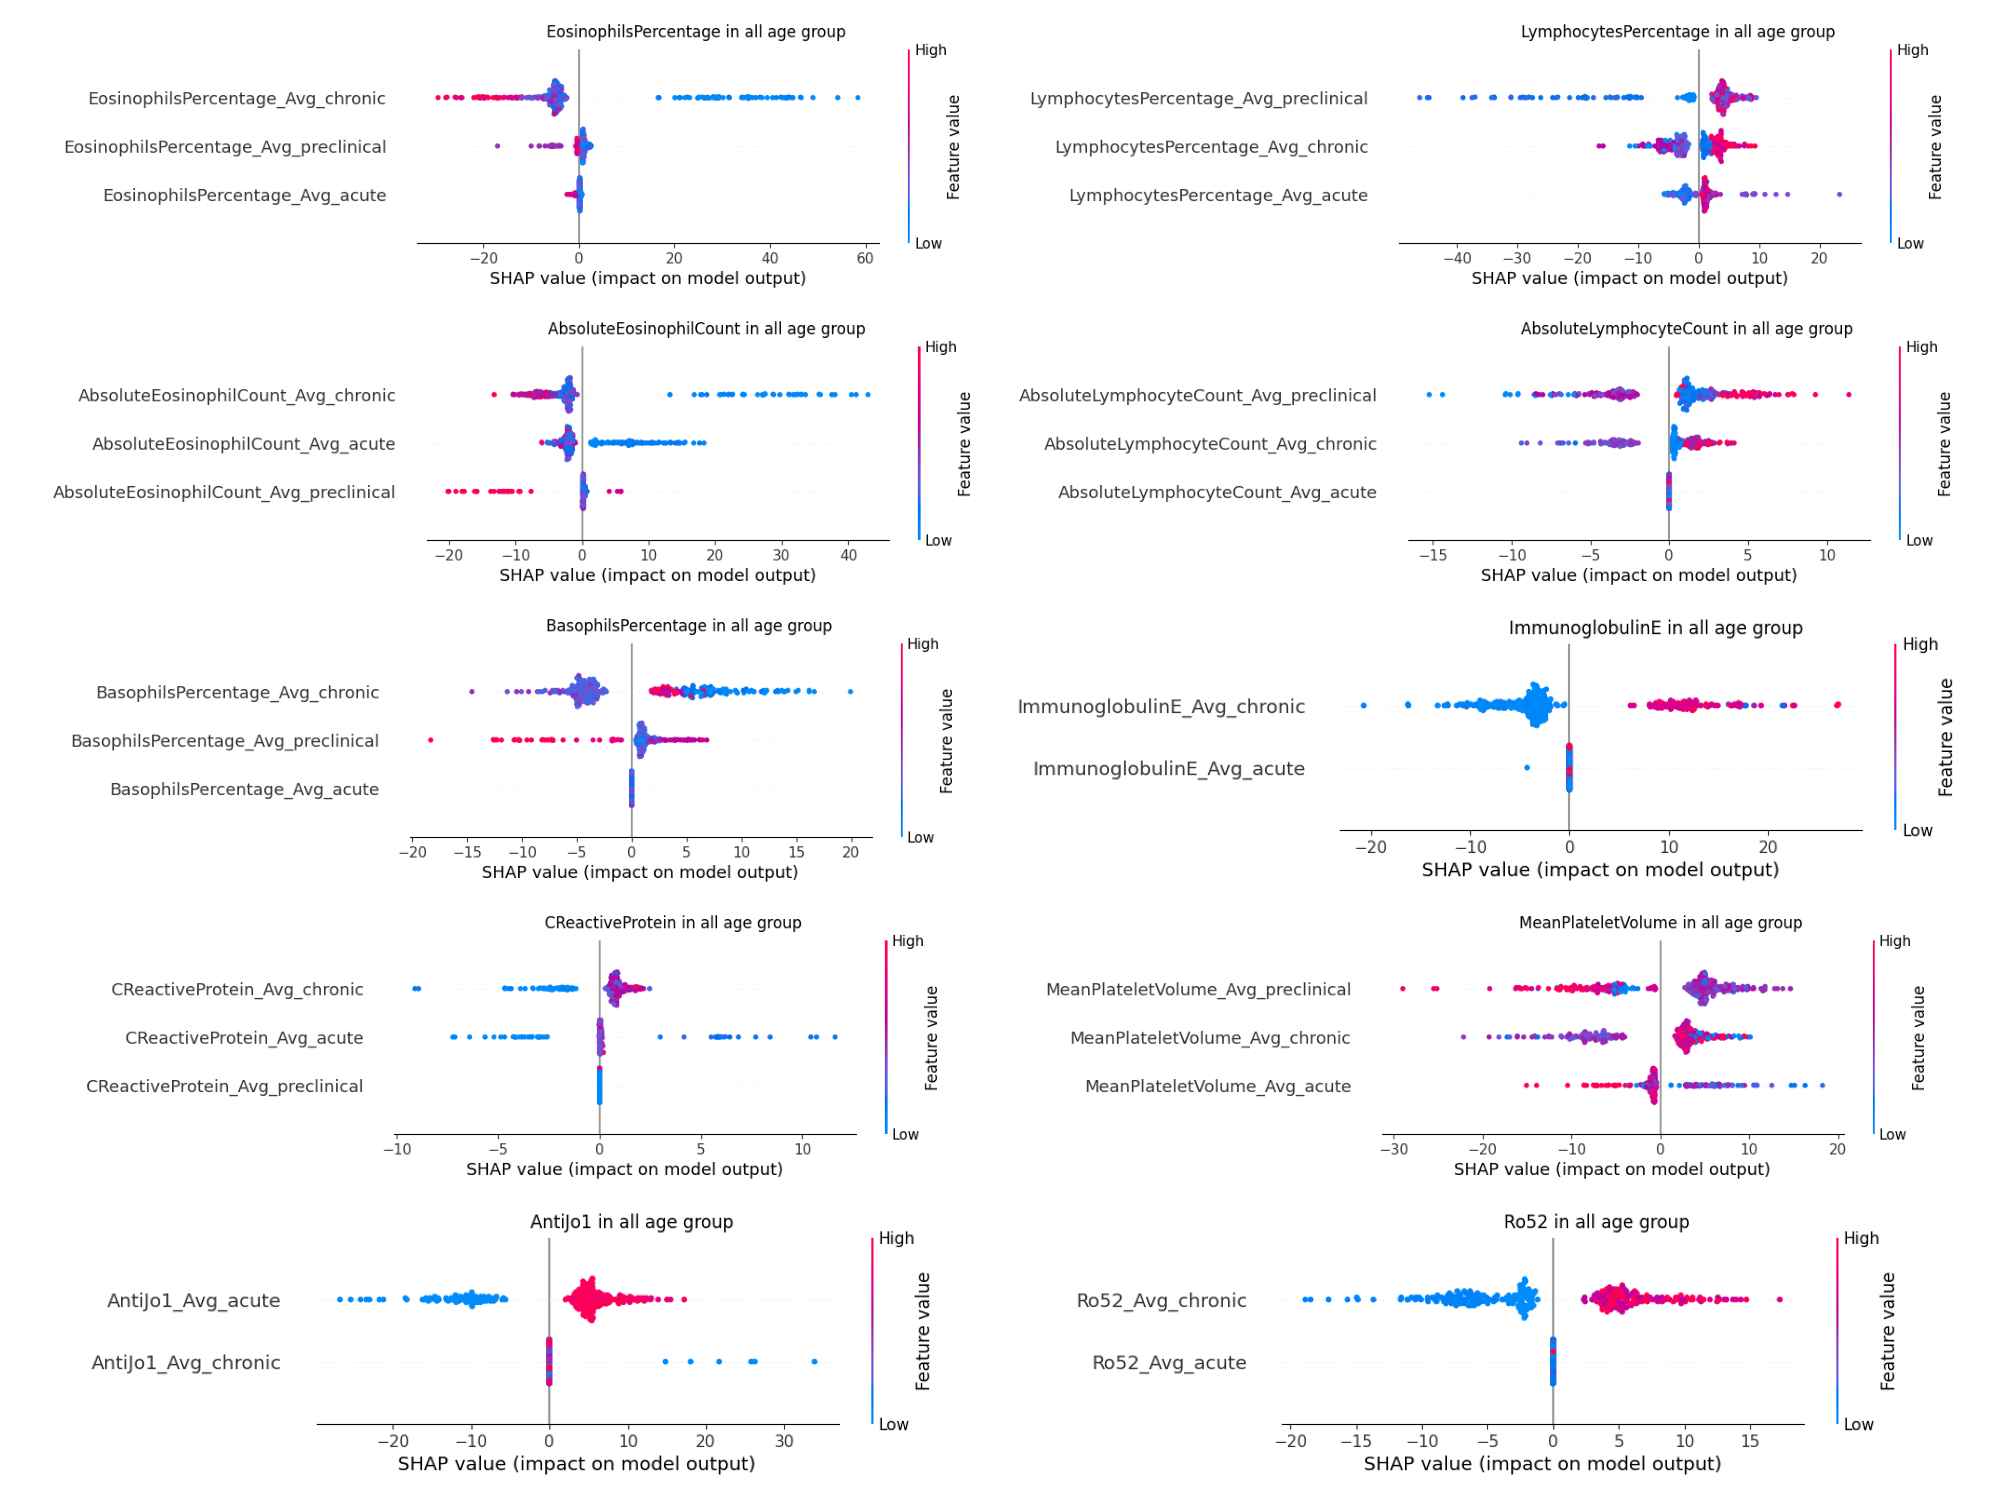 EosinophilsPercentage in all age group
High
EosinophilsPercentage_Avg_chronic
EosinophilsPercentage_Avg_preclinical
EosinophilsPercentage_Avg_acute
Feature value
Low
−20 0 20 40 60
SHAP value (impact on model output)
LymphocytesPercentage in all age group
High
LymphocytesPercentage_Avg_preclinical
LymphocytesPercentage_Avg_chronic
LymphocytesPercentage_Avg_acute
Feature value
Low
−40 −30 −20 −10 0 10 20
SHAP value (impact on model output)
AbsoluteEosinophilCount in all age group
High
AbsoluteEosinophilCount_Avg_chronic
AbsoluteEosinophilCount_Avg_acute
AbsoluteEosinophilCount_Avg_preclinical
Feature value
Low
−20 −10 0 10 20 30 40
SHAP value (impact on model output)
AbsoluteLymphocyteCount in all age group
High
AbsoluteLymphocyteCount_Avg_preclinical
AbsoluteLymphocyteCount_Avg_chronic
AbsoluteLymphocyteCount_Avg_acute
Feature value
Low
−15 −10 −5 0 5 10
SHAP value (impact on model output)
BasophilsPercentage in all age group
High
BasophilsPercentage_Avg_chronic
BasophilsPercentage_Avg_preclinical
BasophilsPercentage_Avg_acute
Feature value
Low
−20 −15 −10 −5 0 5 10 15 20
SHAP value (impact on model output)
ImmunoglobulinE in all age group
High
ImmunoglobulinE_Avg_chronic
ImmunoglobulinE_Avg_acute
Feature value
Low
−20 −10 0 10 20
SHAP value (impact on model output)
CReactiveProtein in all age group
High
CReactiveProtein_Avg_chronic
CReactiveProtein_Avg_acute
CReactiveProtein_Avg_preclinical
Feature value
Low
−10 −5 0 5 10
SHAP value (impact on model output)
MeanPlateletVolume in all age group
High
MeanPlateletVolume_Avg_preclinical
MeanPlateletVolume_Avg_chronic
MeanPlateletVolume_Avg_acute
Feature value
Low
−30 −20 −10 0 10 20
SHAP value (impact on model output)
AntiJo1 in all age group
High
AntiJo1_Avg_acute
AntiJo1_Avg_chronic
Feature value
Low
−20 −10 0 10 20 30
SHAP value (impact on model output)
Ro52 in all age group
High
Ro52_Avg_chronic
Ro52_Avg_acute
Feature value
Low
−20 −15 −10 −5 0 5 10 15
SHAP value (impact on model output)